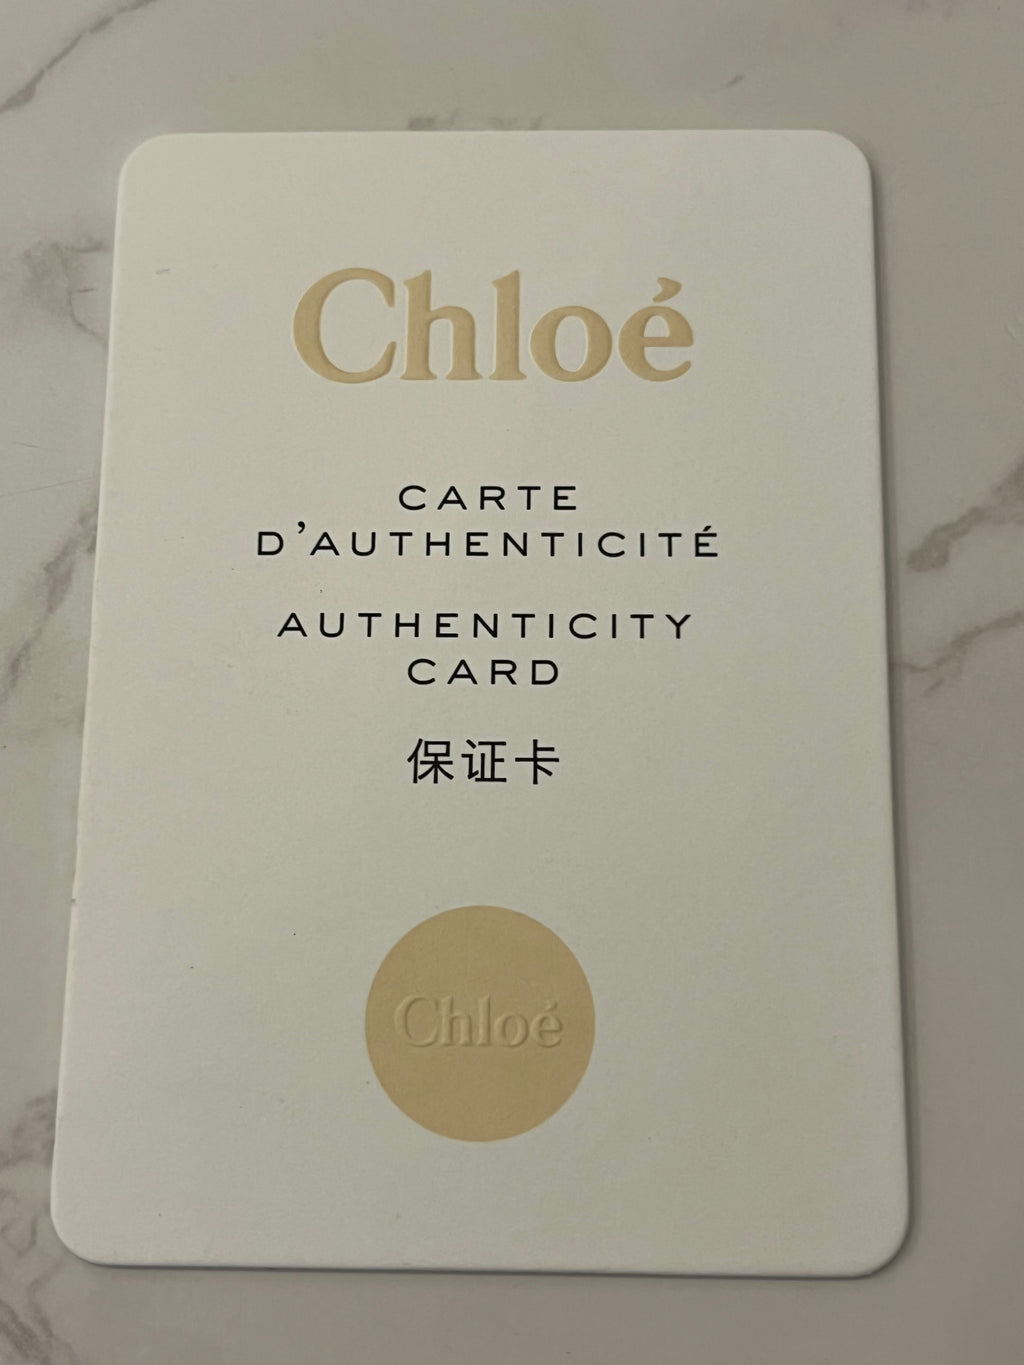 Chloé
CARTE
D'AUTHENTICITÉ
AUTHENTICITY
CARD
保证卡
Chloé